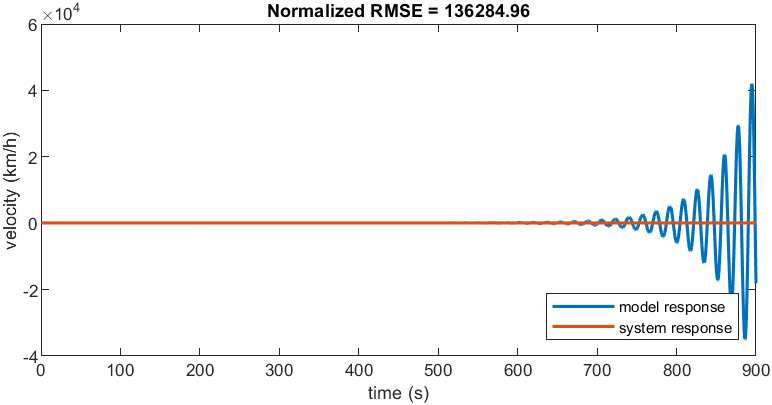 Normalized RMSE = 136284.96
×10⁴
6
4
2
0
-2
-4
velocity (km/h)
0 100 200 300 400 500 600 700 800 900
time (s)
model response
system response